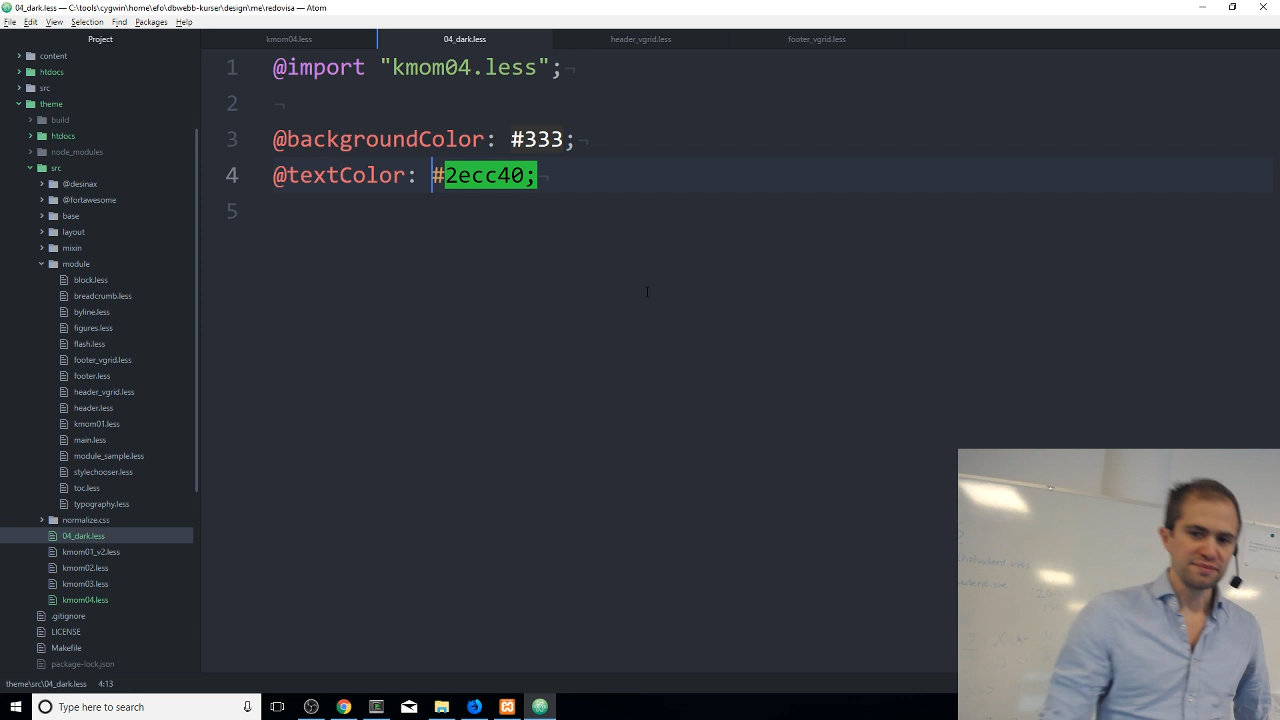 04_dark.less — C:\tools\cygwin\home\efo\dbwebb-kurser\design\me\redovisa — Atom
File Edit View Selection Find Packages Help
Project
kmom04.less
04_dark.less
header_vgrid.less
footer_vgrid.less
content
htdocs
src
theme
build
htdocs
node_modules
src
@desinax
@fortawesome
base
layout
mixin
module
block.less
breadcrumb.less
byline.less
figures.less
flash.less
footer_vgrid.less
footer.less
header_vgrid.less
header.less
kmom01.less
main.less
module_sample.less
stylechooser.less
toc.less
typography.less
normalize.css
04_dark.less
kmom01_v2.less
kmom02.less
kmom03.less
kmom04.less
.gitignore
LICENSE
Makefile
package-lock.json
1 @import "kmom04.less";¬
2 ¬
3 @backgroundColor: #333;¬
4 @textColor: #2ecc40;¬
5
theme\src\04_dark.less 4:13
Type here to search